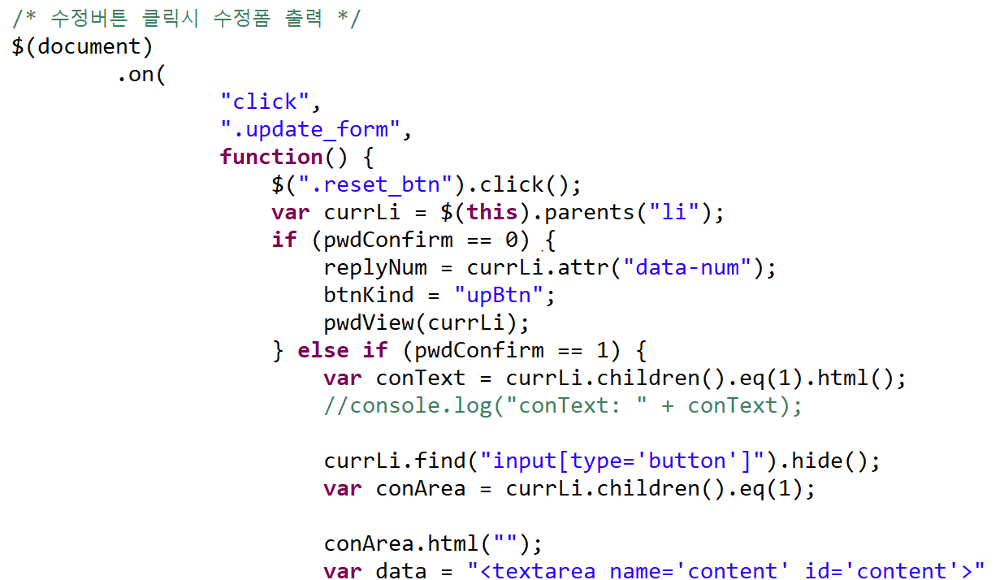 /* 수정버튼 클릭시 수정폼 출력 */
$(document)
.on(
"click",
".update_form",
function() {
$(".reset_btn").click();
var currLi = $(this).parents("li");
if (pwdConfirm == 0) {
replyNum = currLi.attr("data-num");
btnKind = "upBtn";
pwdView(currLi);
} else if (pwdConfirm == 1) {
var conText = currLi.children().eq(1).html();
//console.log("conText: " + conText);
currLi.find("input[type='button']").hide();
var conArea = currLi.children().eq(1);
conArea.html("");
var data = "<textarea name='content' id='content'>"